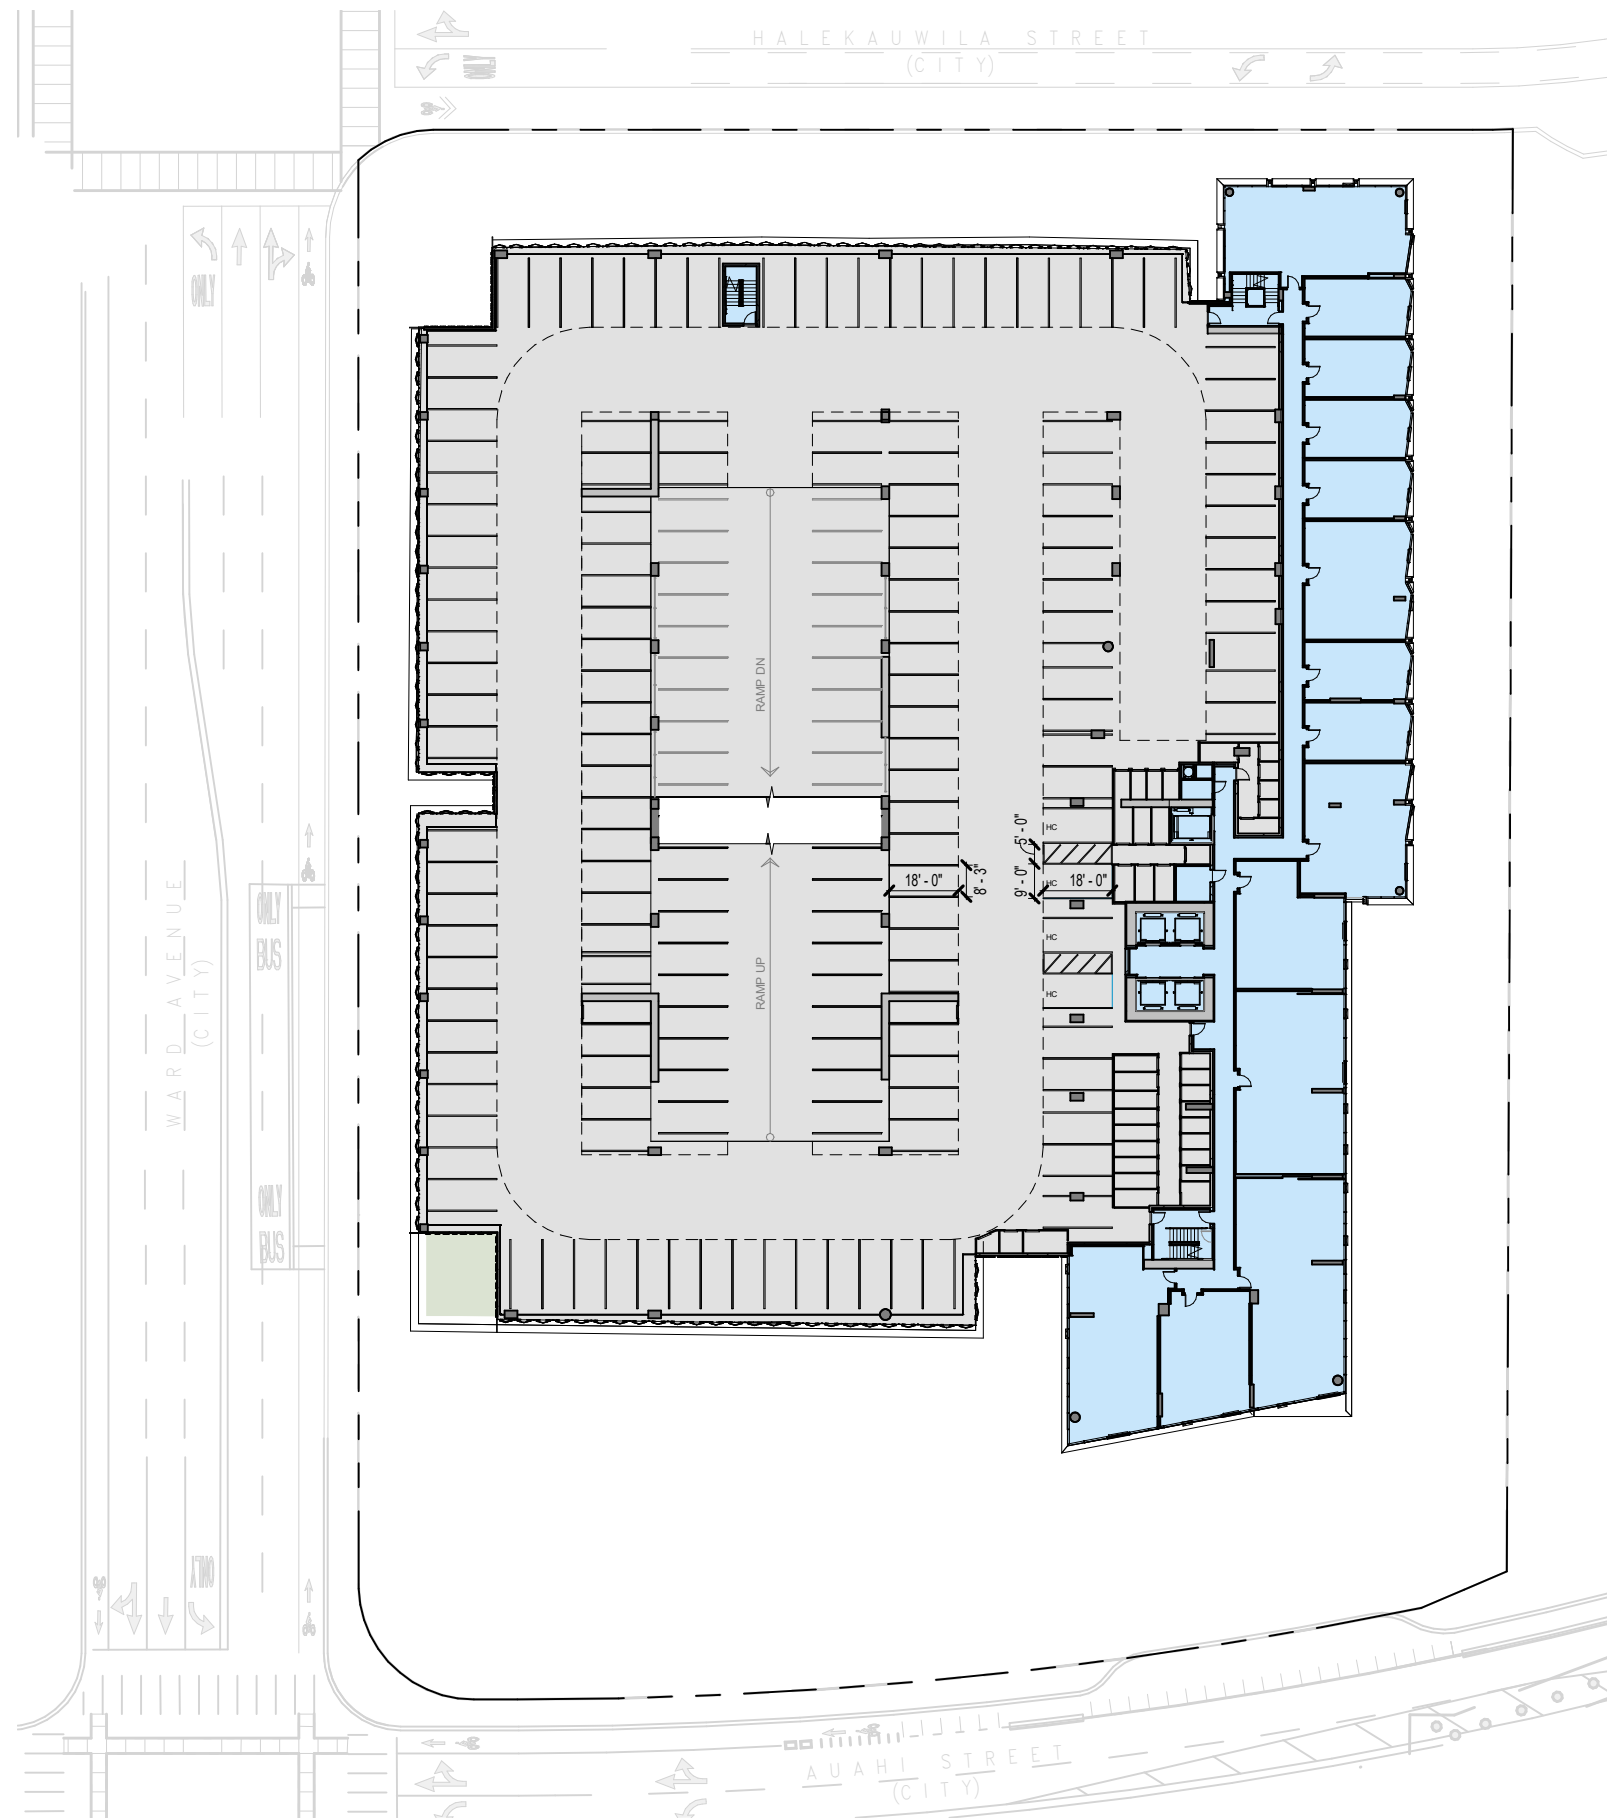 HALEKAUWILA STREET
(CITY)
ONLY
ONLY
RAMP DN
HC
5' - 0"
18' - 0"
8' - 3"
9' - 0"
HC
18' - 0"
WARD AVENUE
(CITY)
ONLY
BUS
HC
RAMP UP
HC
ONLY
BUS
ONLY
AUAHI STREET
(CITY)